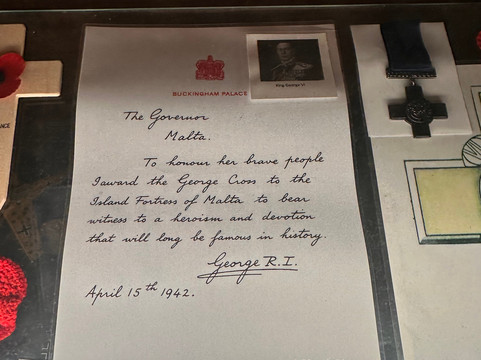 BUCKINGHAM PALACE
King George VI
The Governor
Malta.
To honour her brave people
I award the George Cross to the
Island Fortress of Malta to bear
witness to a heroism and devotion
that will long be famous in history.
George R.I.
April 15th 1942.